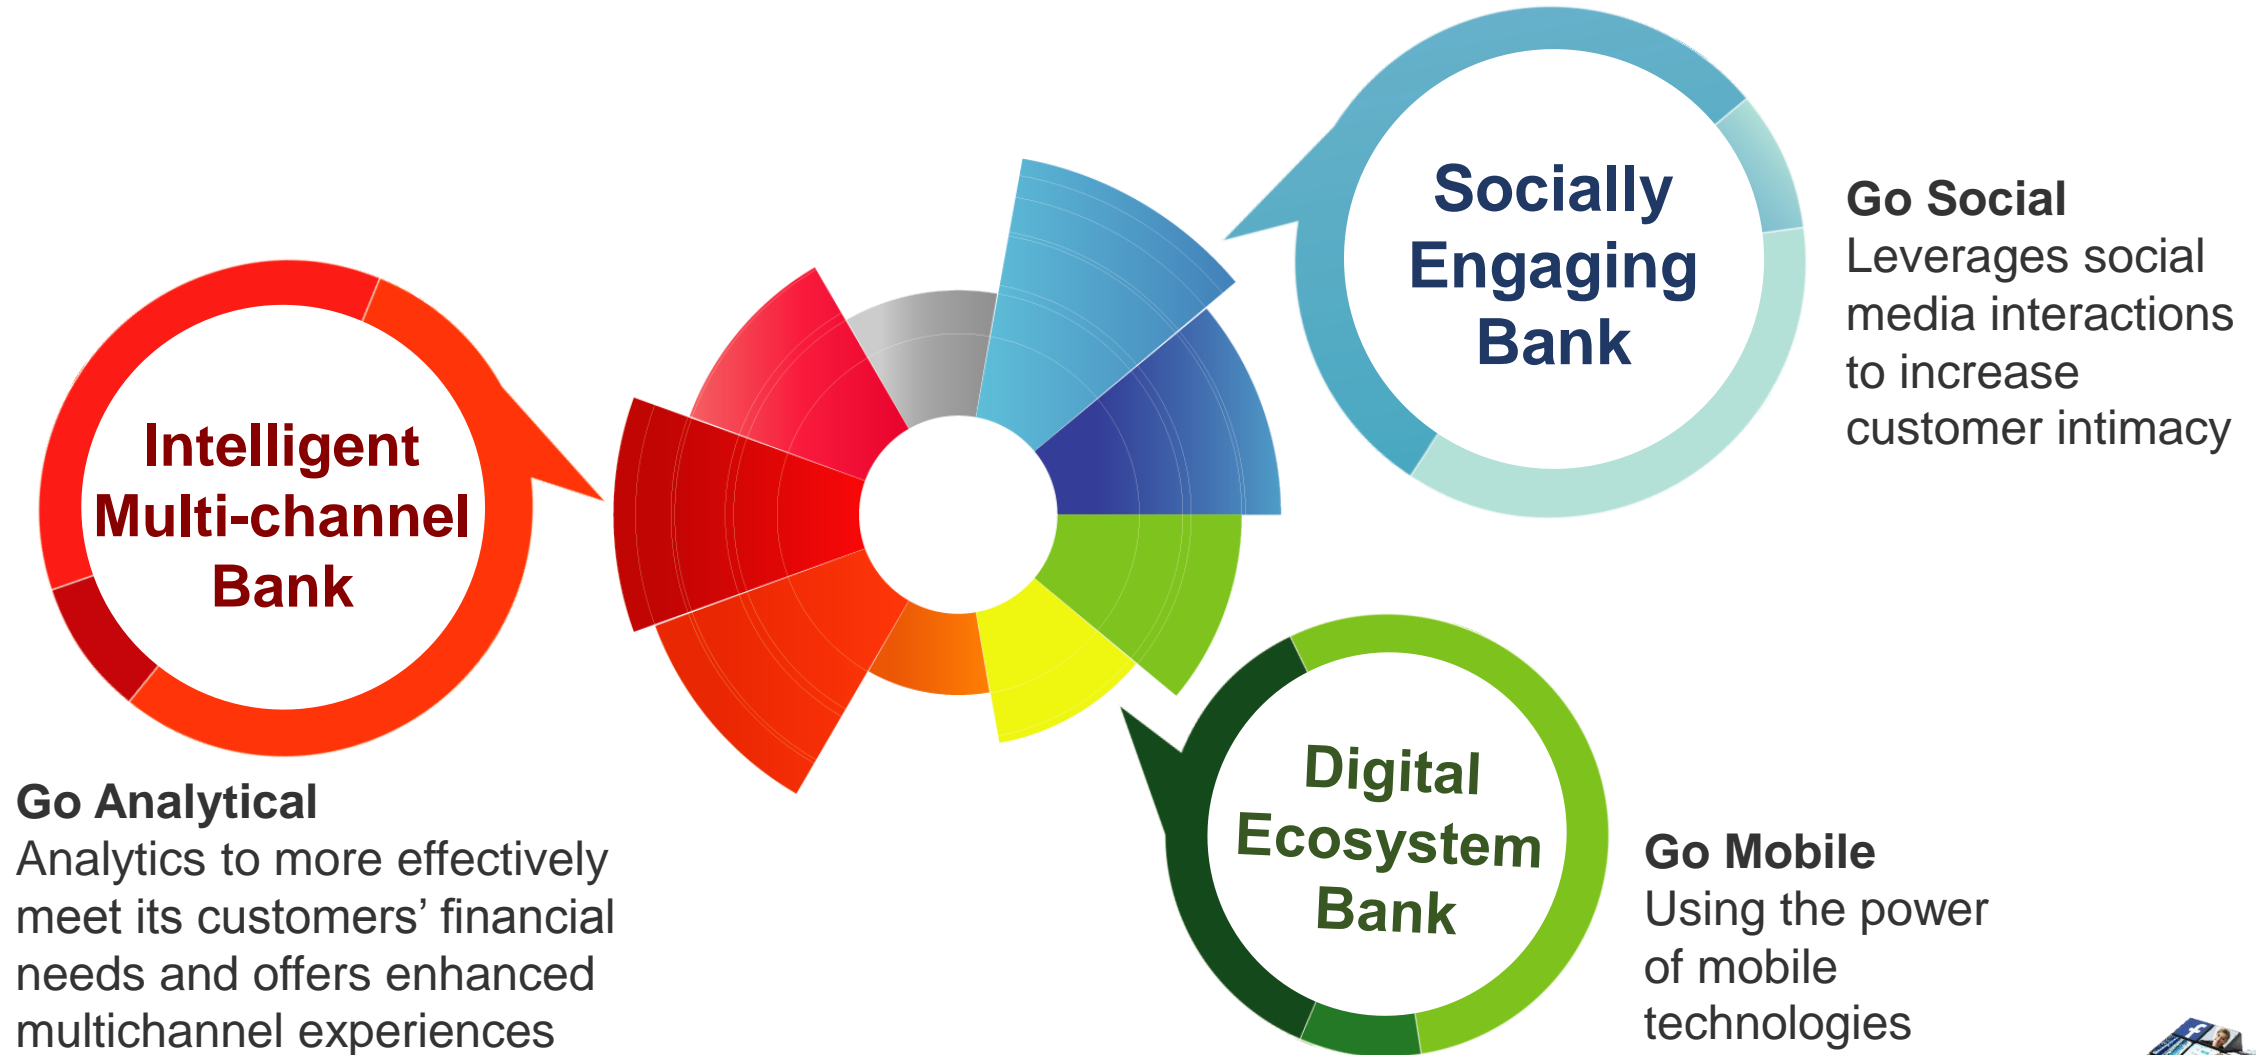 Socially
Engaging
Bank
Go Social
Leverages social
media interactions
to increase
customer intimacy
Intelligent
Multi-channel
Bank
Go Analytical
Analytics to more effectively
meet its customers’ financial
needs and offers enhanced
multichannel experiences
Digital
Ecosystem
Bank
Go Mobile
Using the power
of mobile
technologies